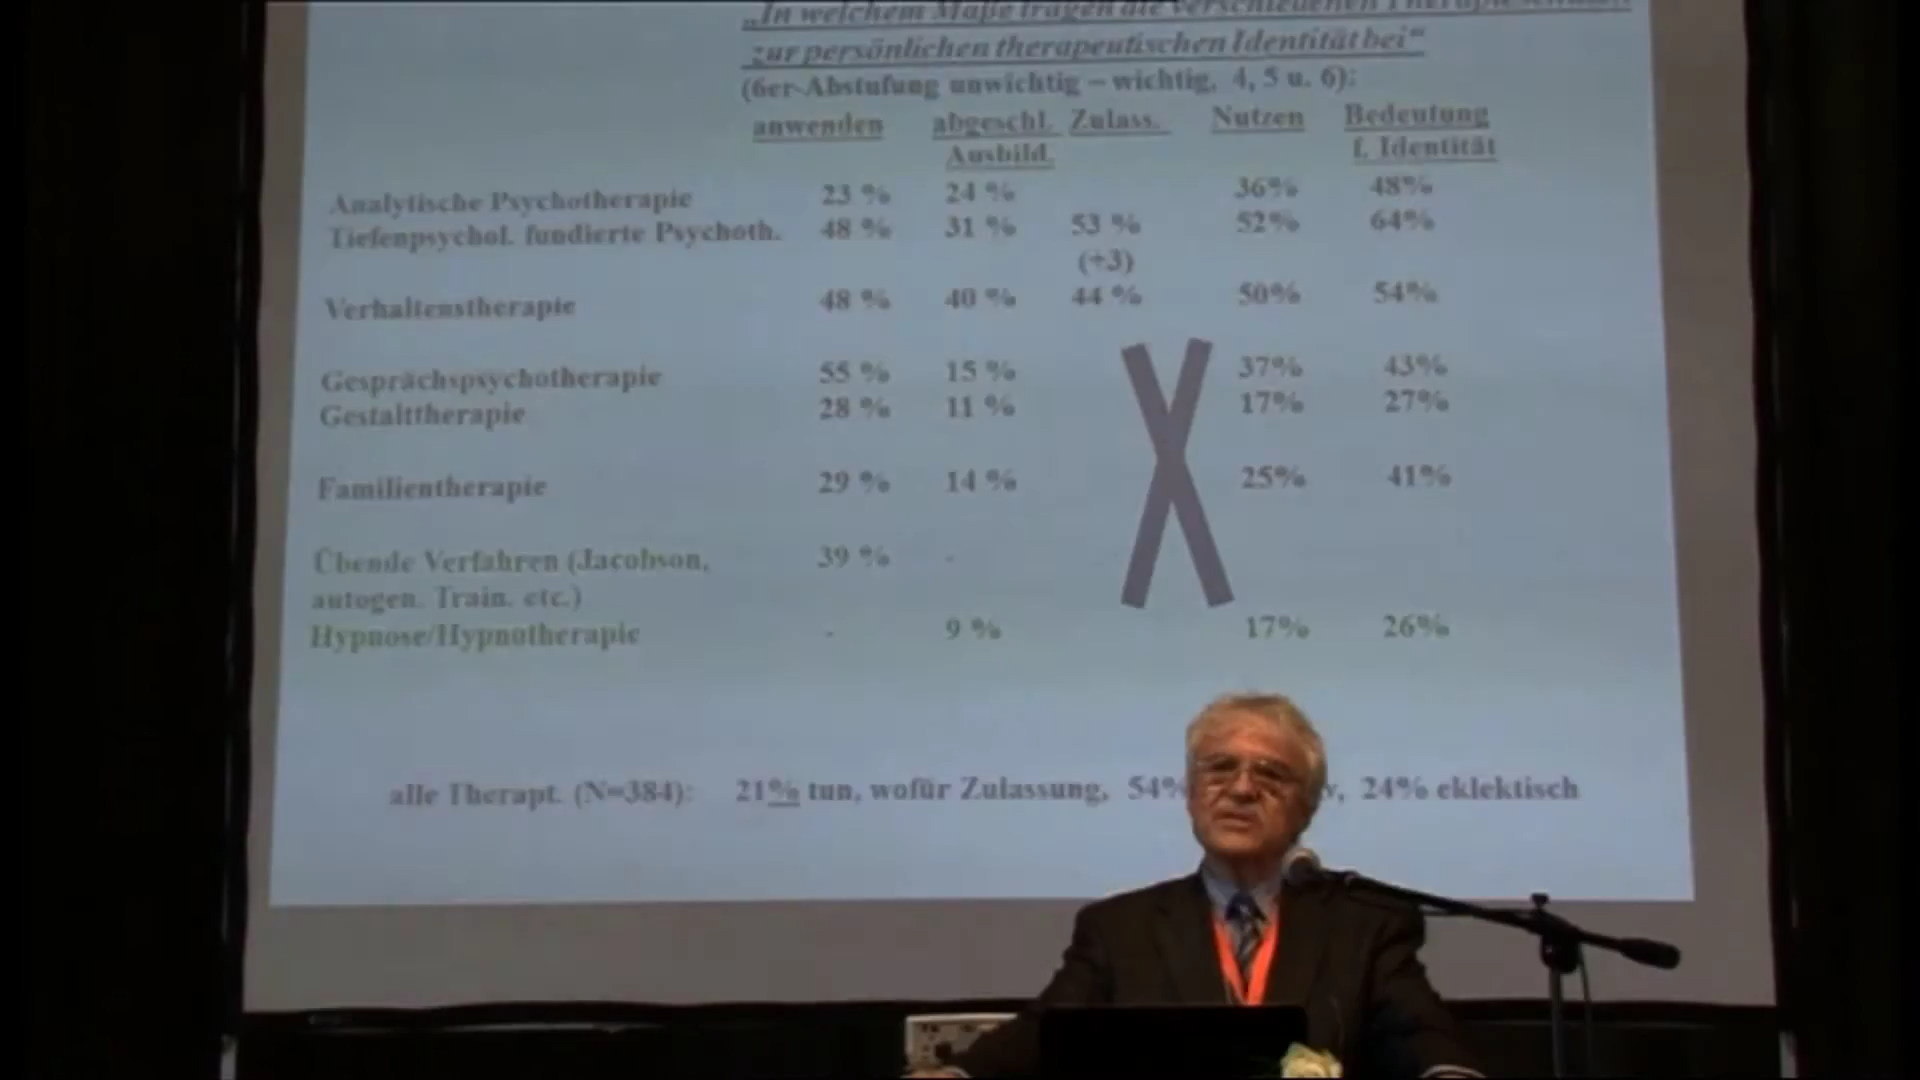 „In welchem Maße tragen die verschiedenen
zur persönlichen therapeutischen Identität bei“
(6er-Abstufung unwichtig – wichtig, 4, 5 u. 6):
anwenden abgeschl. Zulass. Nutzen Bedeutung
Ausbild. f. Identität
Analytische Psychotherapie 23 % 24 % 36% 48%
Tiefenpsychol. fundierte Psychoth. 48 % 31 % 53 % 52% 64%
(+3)
Verhaltenstherapie 48 % 40 % 44 % 50% 54%
Gesprächspsychotherapie 55 % 15 % 37% 43%
Gestalttherapie 28 % 11 % 17% 27%
Familientherapie 29 % 14 % 25% 41%
Übende Verfahren (Jacobson, 39 % -
autogen. Train. etc.)
Hypnose/Hypnotherapie - 9 % 17% 26%
alle Therapt. (N=384): 21% tun, wofür Zulassung, 54% v, 24% eklektisch